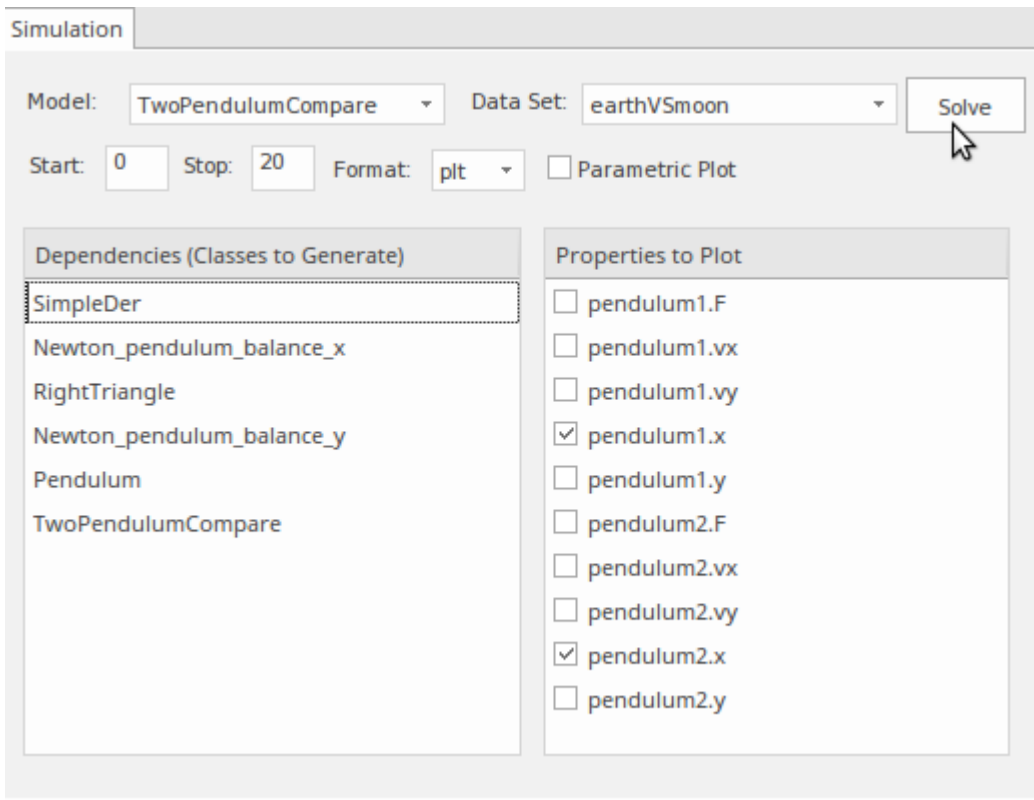 Simulation
Model: TwoPendulumCompare Data Set: earthVSmoon Solve
Start: 0 Stop: 20 Format: plt Parametric Plot
Dependencies (Classes to Generate)
SimpleDer
Newton_pendulum_balance_x
RightTriangle
Newton_pendulum_balance_y
Pendulum
TwoPendulumCompare
Properties to Plot
pendulum1.F
pendulum1.vx
pendulum1.vy
pendulum1.x
pendulum1.y
pendulum2.F
pendulum2.vx
pendulum2.vy
pendulum2.x
pendulum2.y